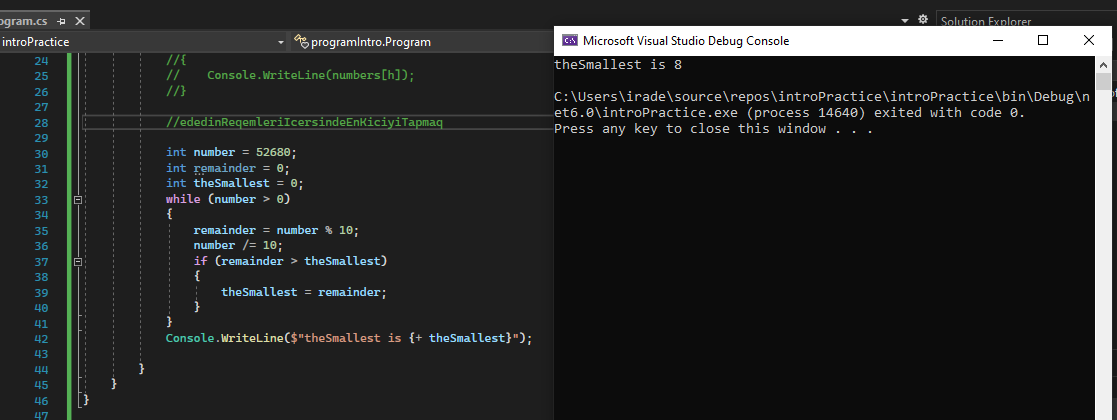 ogram.cs
introPractice
programIntro.Program
Solution Explorer
24 //{
25 // Console.WriteLine(numbers[h]);
26 //}
27
28 //ededinReqemleriIcersindeEnKiciyiTapmaq
29
30 int number = 52680;
31 int remainder = 0;
32 int theSmallest = 0;
33 while (number > 0)
34 {
35 remainder = number % 10;
36 number /= 10;
37 if (remainder > theSmallest)
38 {
39 theSmallest = remainder;
40 }
41 }
42 Console.WriteLine($"theSmallest is {+ theSmallest}");
43
44 }
45 }
46 }
47
Microsoft Visual Studio Debug Console
theSmallest is 8
C:\Users\irade\source\repos\introPractice\introPractice\bin\Debug\n
et6.0\introPractice.exe (process 14640) exited with code 0.
Press any key to close this window . . .